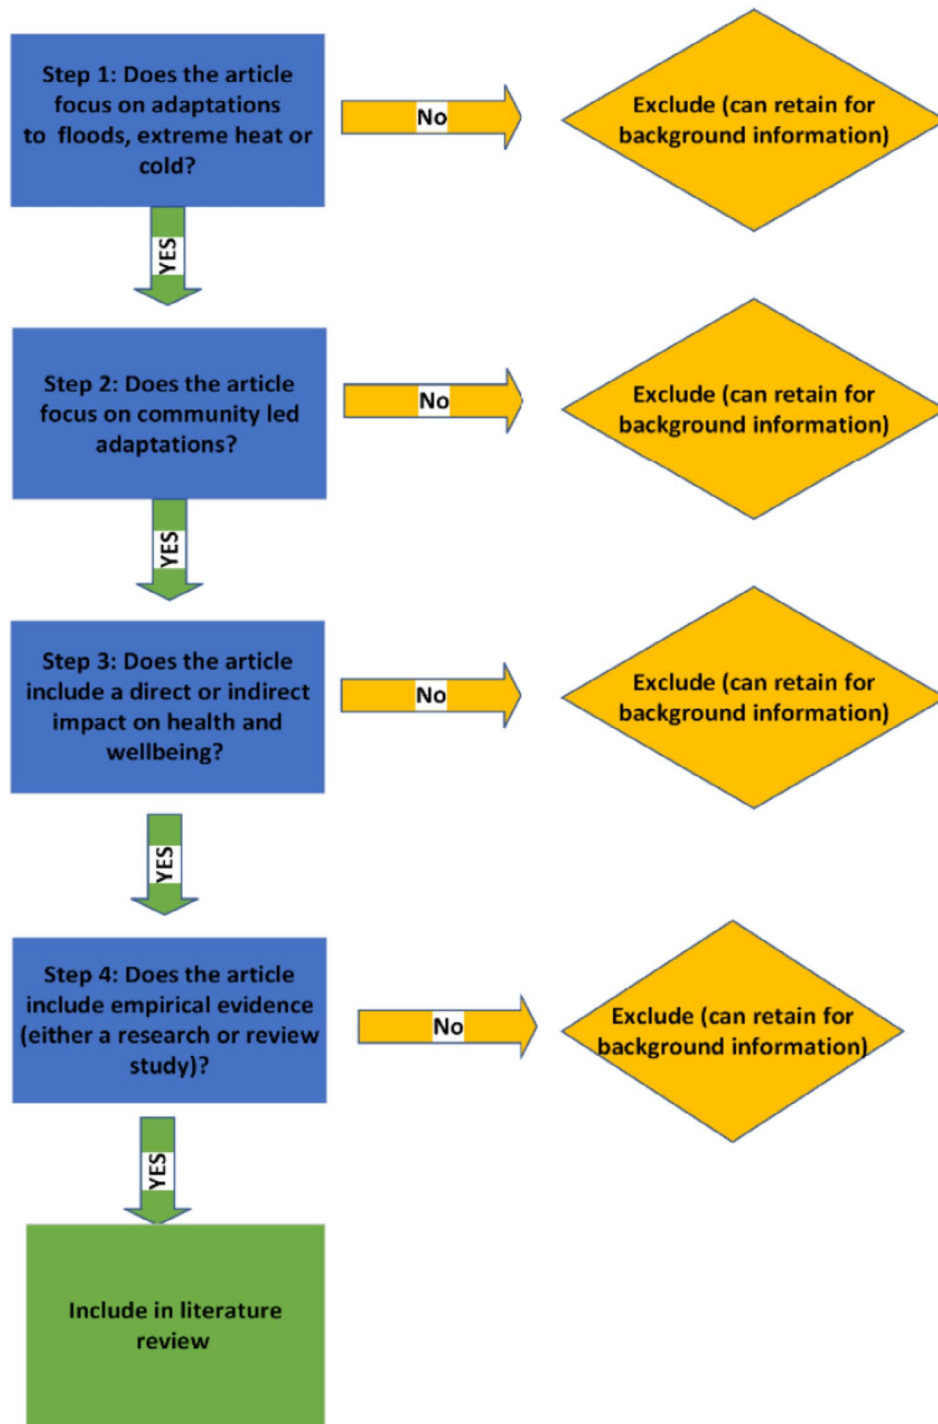 Step 1: Does the article
focus on adaptations
to floods, extreme heat or
cold?
No
Exclude (can retain for
background information)
YES
Step 2: Does the article
focus on community led
adaptations?
No
Exclude (can retain for
background information)
YES
Step 3: Does the article
include a direct or indirect
impact on health and
wellbeing?
No
Exclude (can retain for
background information)
YES
Step 4: Does the article
include empirical evidence
(either a research or review
study)?
No
Exclude (can retain for
background information)
YES
Include in literature
review